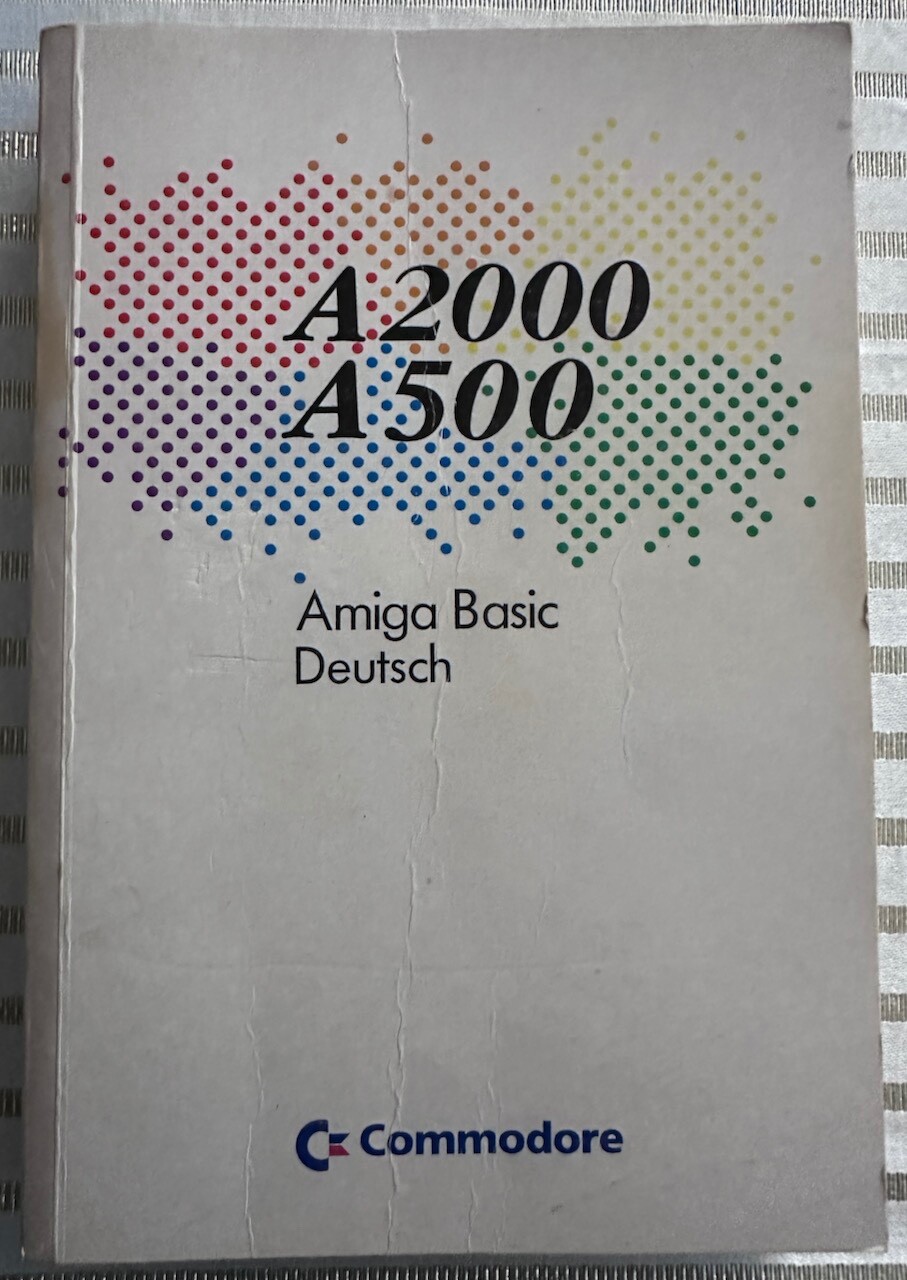 A2000
A500
Amiga Basic
Deutsch
Commodore